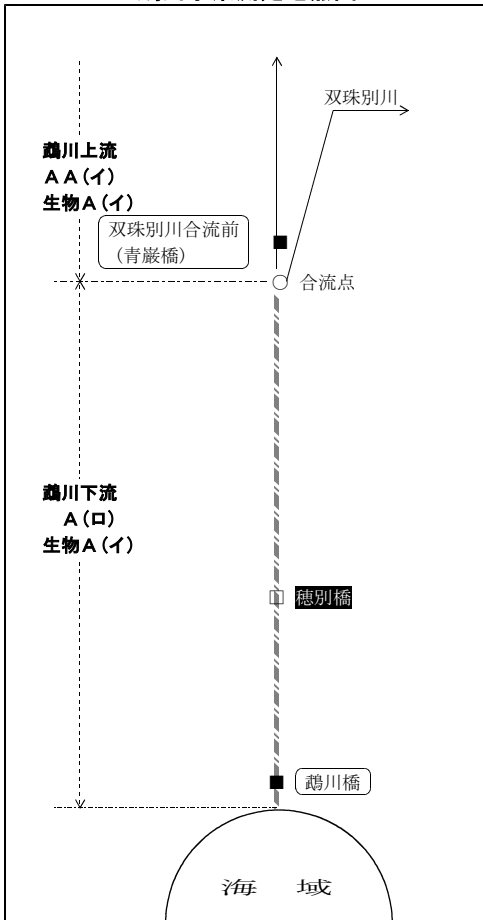 双珠別川
鵡川上流
ＡＡ(イ)
生物Ａ(イ)
双珠別川合流前
(青巌橋)
合流点
鵡川下流
Ａ(ロ)
生物Ａ(イ)
穂別橋
鵡川橋
海　域